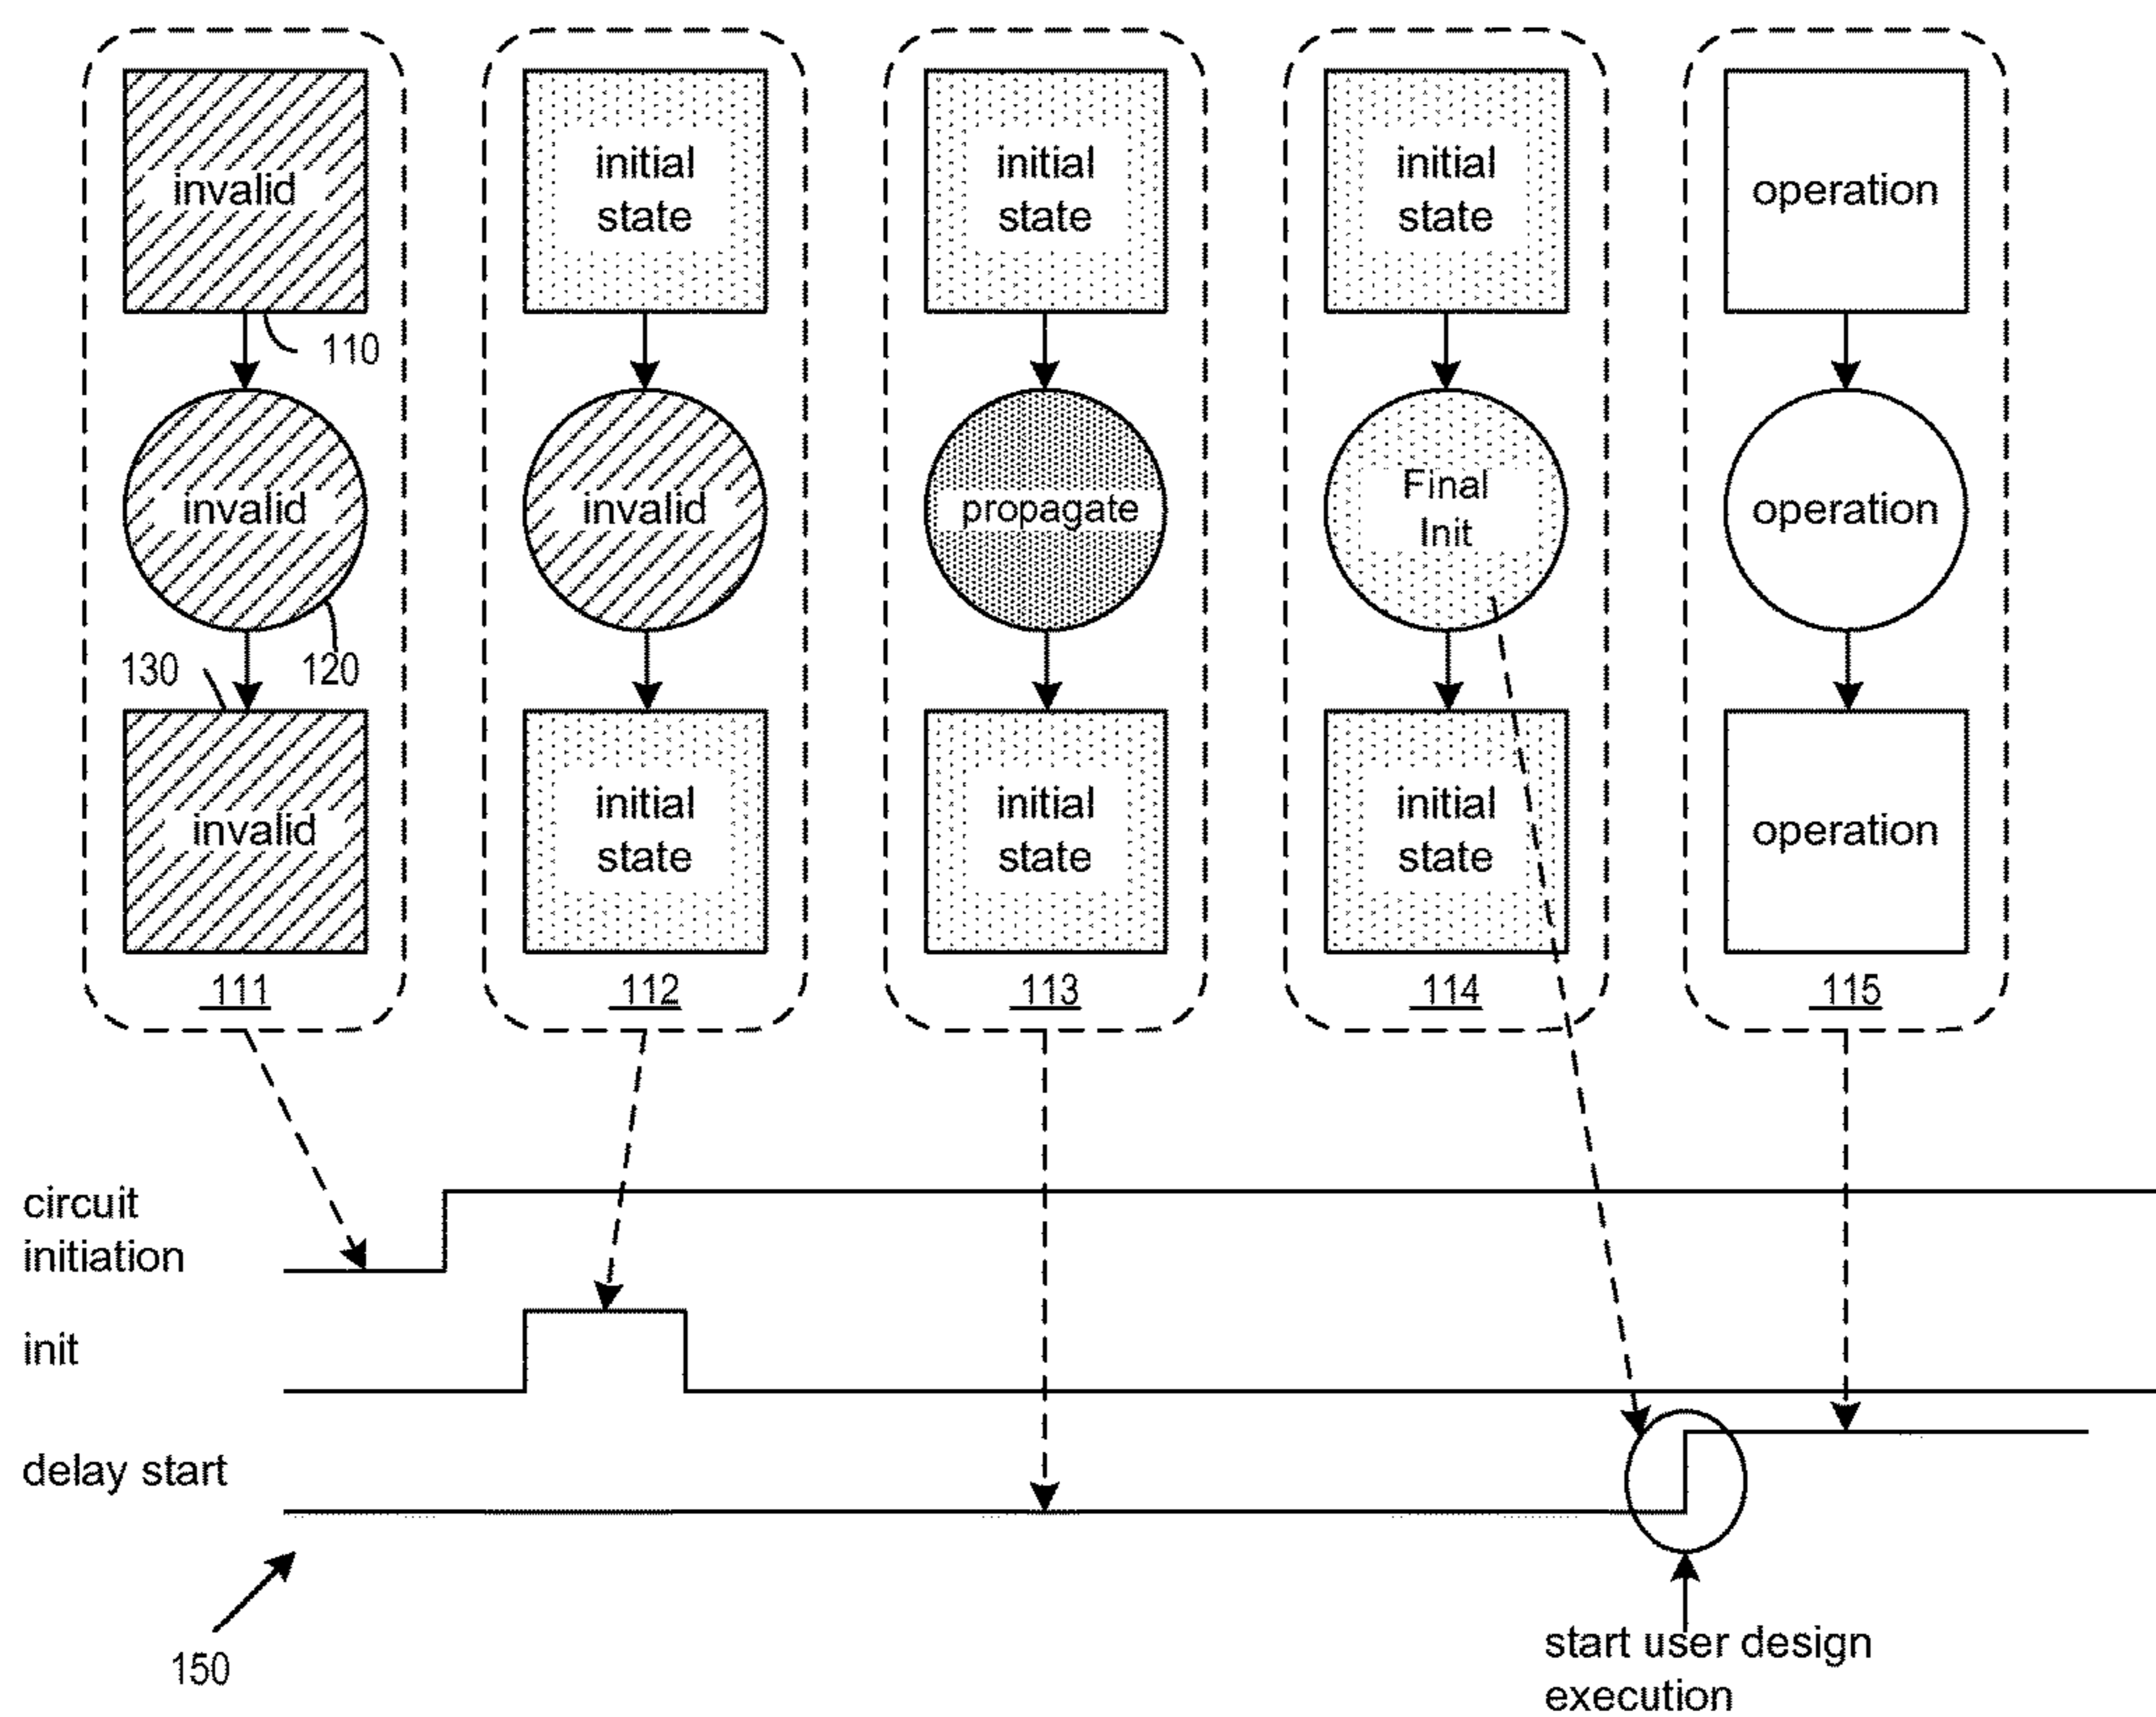 invalid
initial
state
initial
state
initial
state
operation
110
invalid
invalid
propagate
Final
Init
operation
130
120
invalid
initial
state
initial
state
initial
state
operation
111
112
113
114
115
circuit
initiation
init
delay start
150
start user design
execution